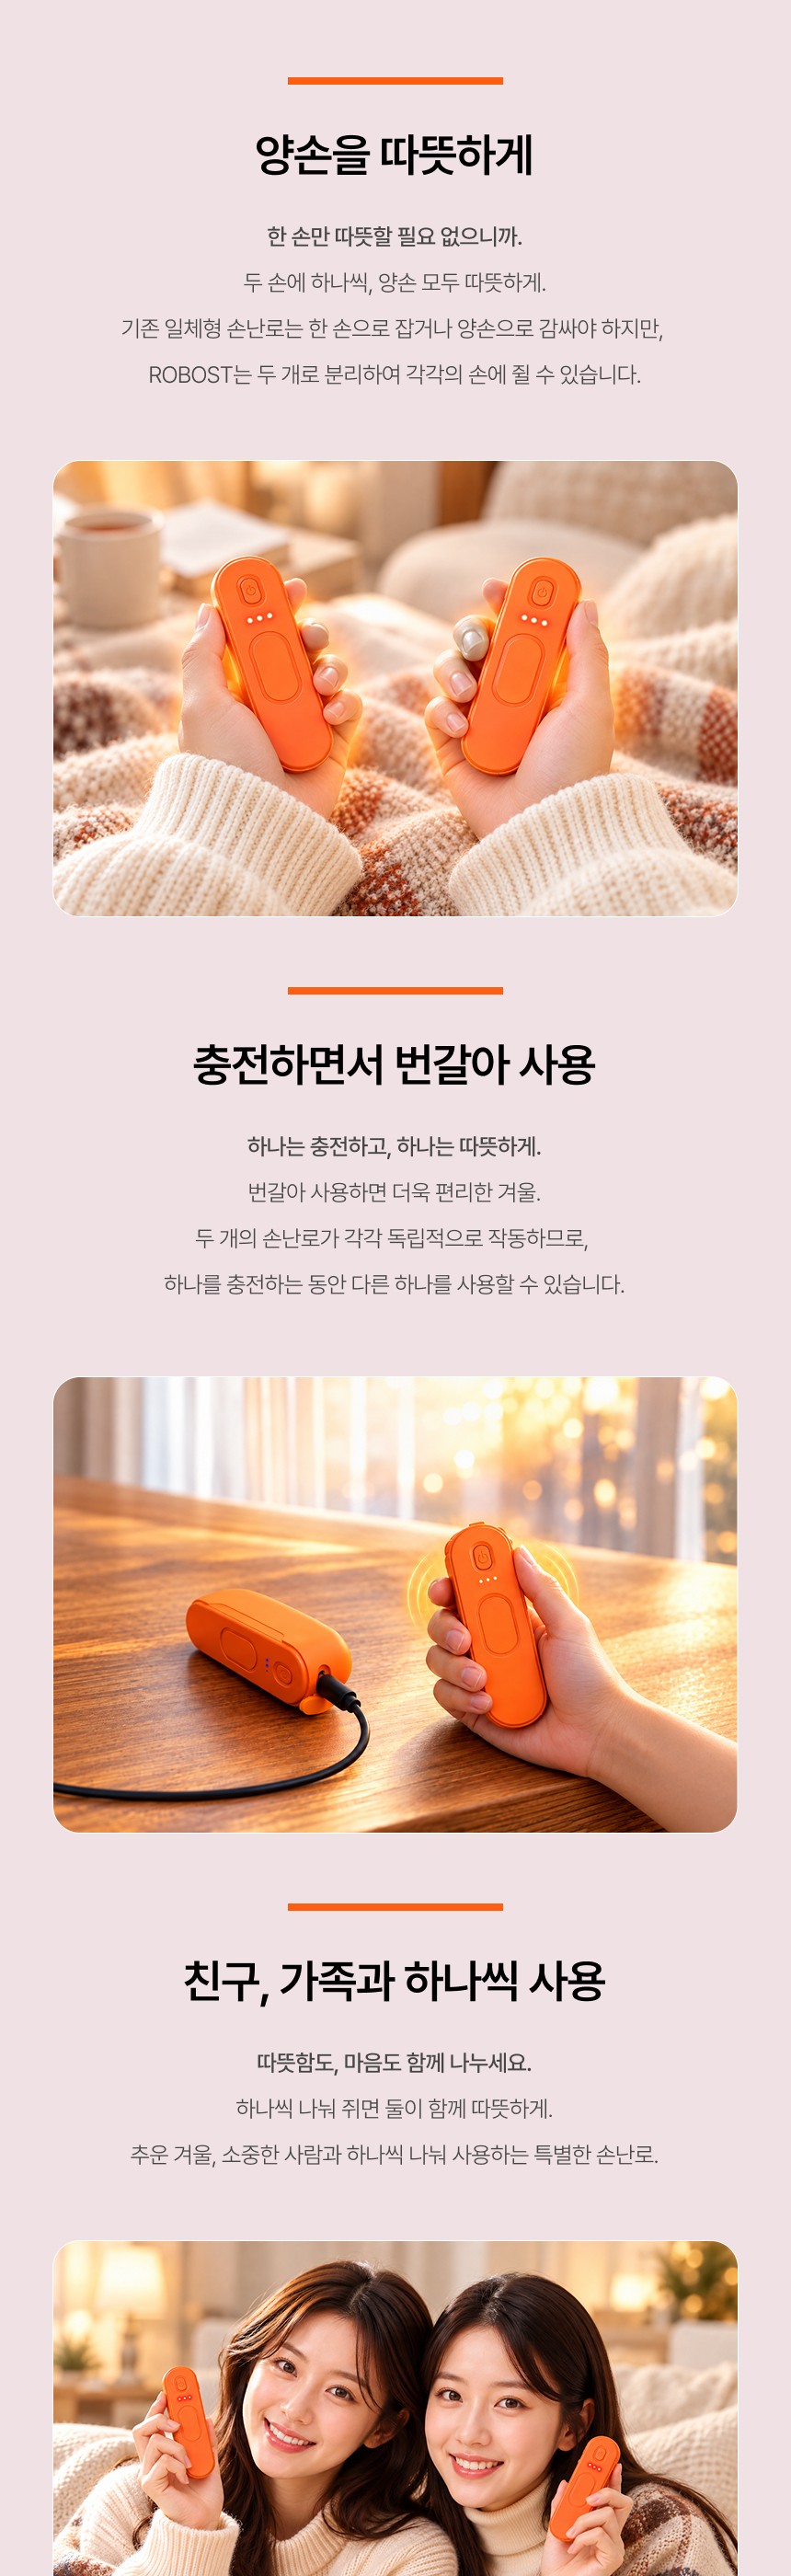 양손을 따뜻하게
한 손만 따뜻할 필요 없으니까.
두 손에 하나씩, 양손 모두 따뜻하게.
기존 일체형 손난로는 한 손으로 잡거나 양손으로 감싸야 하지만,
ROBOST는 두 개로 분리하여 각각의 손에 쥘 수 있습니다.
충전하면서 번갈아 사용
하나는 충전하고, 하나는 따뜻하게.
번갈아 사용하면 더욱 편리한 겨울.
두 개의 손난로가 각각 독립적으로 작동하므로,
하나를 충전하는 동안 다른 하나를 사용할 수 있습니다.
친구, 가족과 하나씩 사용
따뜻함도, 마음도 함께 나누세요.
하나씩 나눠 쥐면 둘이 함께 따뜻하게.
추운 겨울, 소중한 사람과 하나씩 나눠 사용하는 특별한 손난로.